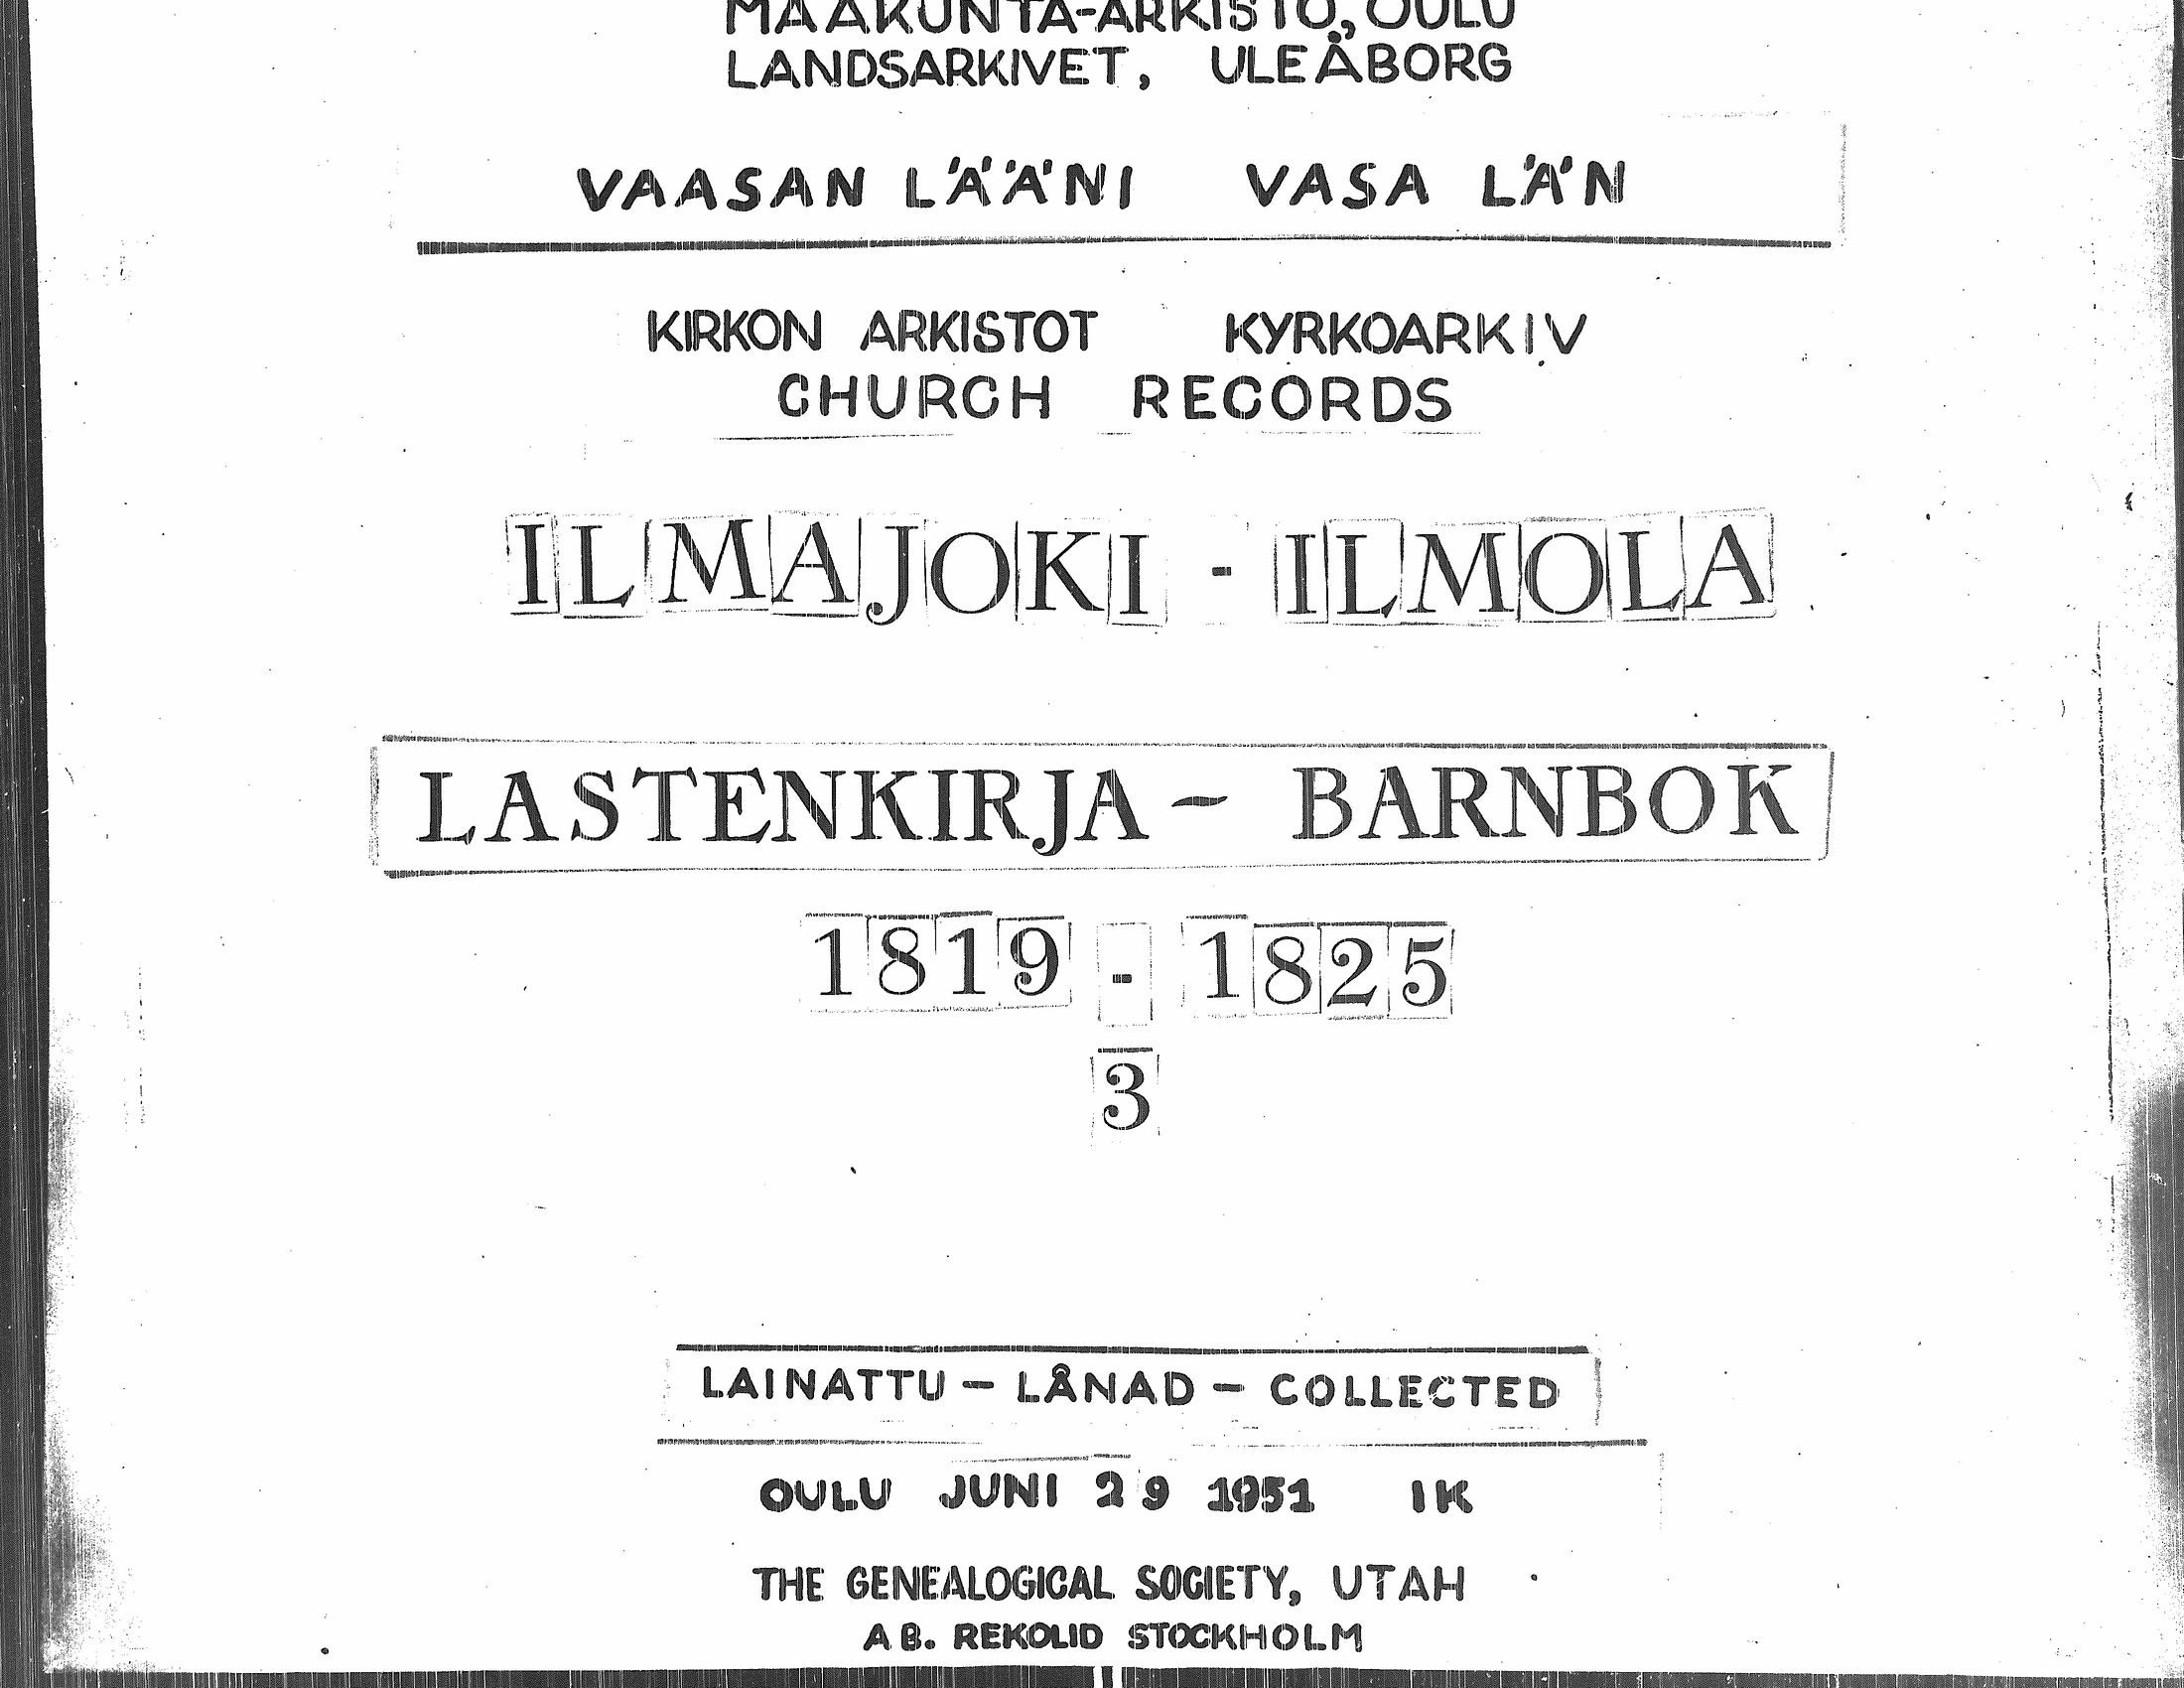 MAAKUNTA-ARKISTO, OULU
LANDSARKIVET, ULEÅBORG
VAASAN LÄÄNI VASA LÄN
KIRKON ARKISTOT KYRKOARKIV
CHURCH RECORDS
ILMAJOKI - ILMOLA
LASTENKIRJA - BARNBOK
1819 - 1825
3
LAINATTU - LÅNAD - COLLECTED
OULU JUNI 29 1951 IK
THE GENEALOGICAL SOCIETY, UTAH
AB. REKOLID STOCKHOLM